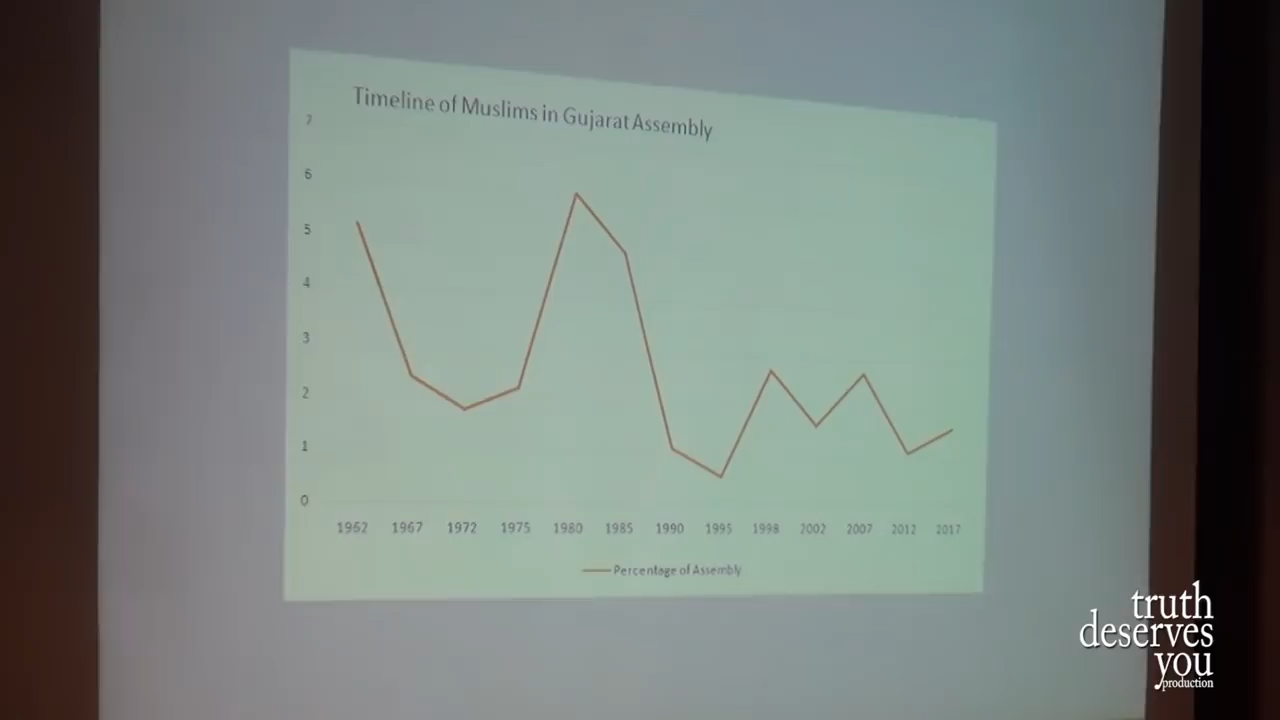 Timeline of Muslims in Gujarat Assembly
7
6
5
4
3
2
1
0
1962 1967 1972 1975 1980 1985 1990 1995 1998 2002 2007 2012 2017
Percentage of Assembly
truth
deserves
you
production